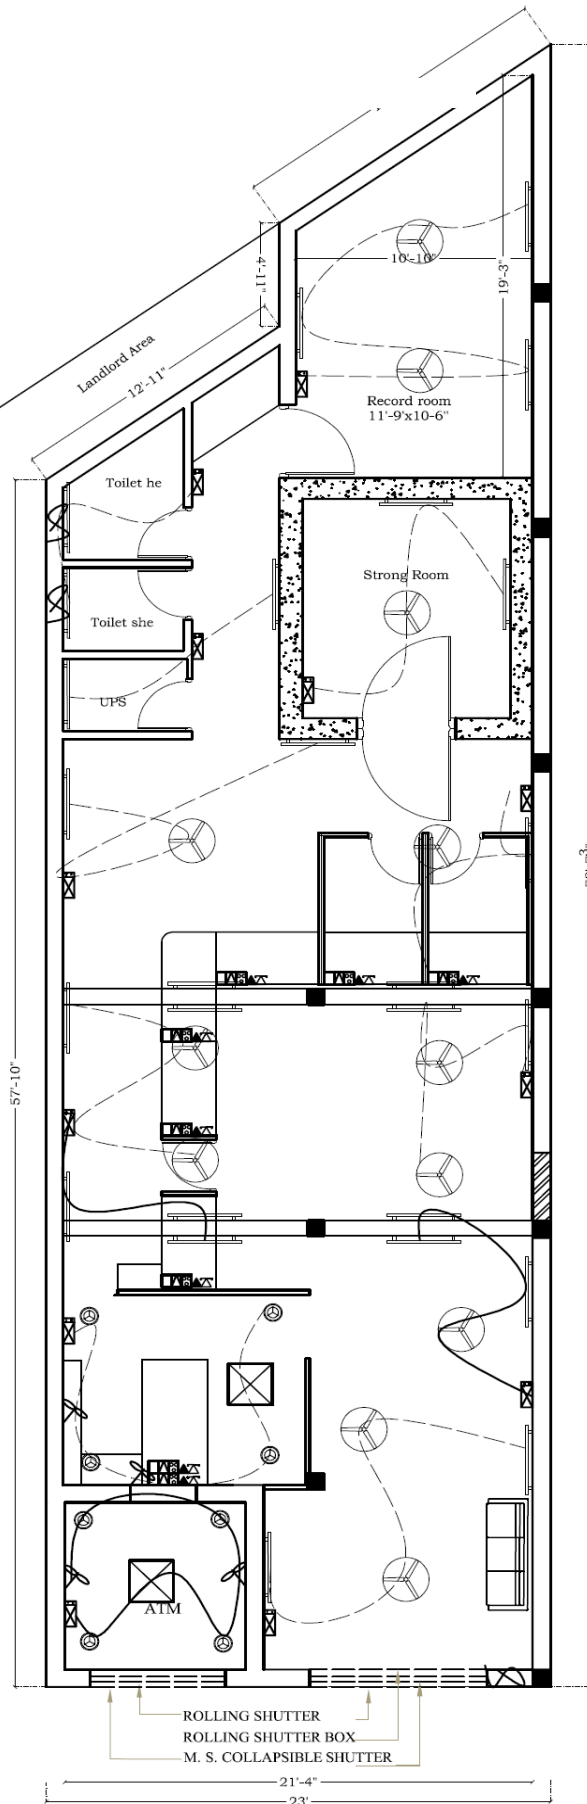 10'-10"
19'-3"
4'-11"
Landlord Area
12'-11"
Record room
11'-9'x10-6"
Toilet he
Strong Room
Toilet she
UPS
57'-10"
ATM
ROLLING SHUTTER
ROLLING SHUTTER BOX
M. S. COLLAPSIBLE SHUTTER
21'-4"
23'